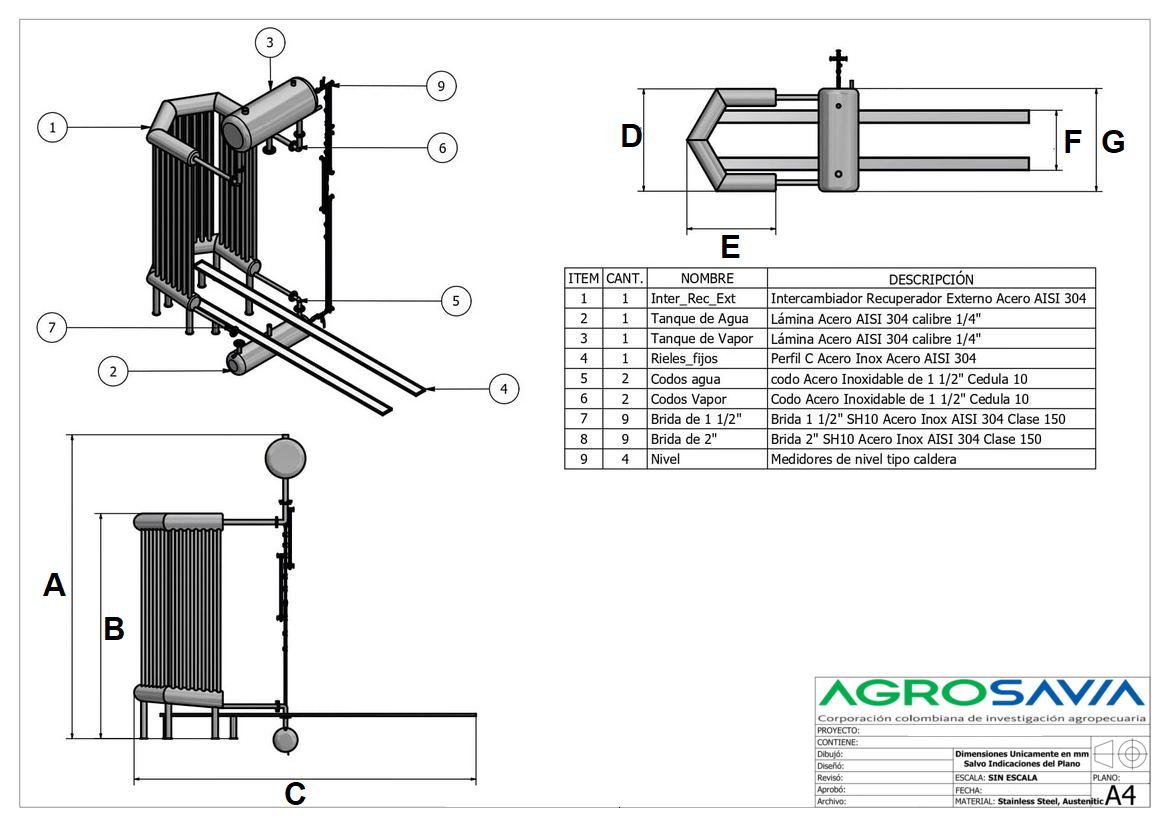 3
9
1
6
5
7
2
4
D
E
F
G
ITEM CANT. NOMBRE DESCRIPCIÓN
1 1 Inter_Rec_Ext Intercambiador Recuperador Externo Acero AISI 304
2 1 Tanque de Agua Lámina Acero AISI 304 calibre 1/4"
3 1 Tanque de Vapor Lámina Acero AISI 304 calibre 1/4"
4 1 Rieles_fijos Perfil C Acero Inox Acero AISI 304
5 2 Codos agua codo Acero Inoxidable de 1 1/2" Cedula 10
6 2 Codos Vapor Codo Acero Inoxidable de 1 1/2" Cedula 10
7 9 Brida de 1 1/2" Brida 1 1/2" SH10 Acero Inox AISI 304 Clase 150
8 9 Brida de 2" Brida 2" SH10 Acero Inox AISI 304 Clase 150
9 4 Nivel Medidores de nivel tipo caldera
A
B
C
AGROSAVIA
Corporación colombiana de investigación agropecuaria
PROYECTO:
CONTIENE:
Dibujó:
Diseñó:
Revisó:
Aprobó:
Archivo:
Dimensiones Unicamente en mm
Salvo Indicaciones del Plano
ESCALA: SIN ESCALA
FECHA:
MATERIAL: Stainless Steel, Austenitic
PLANO:
A4